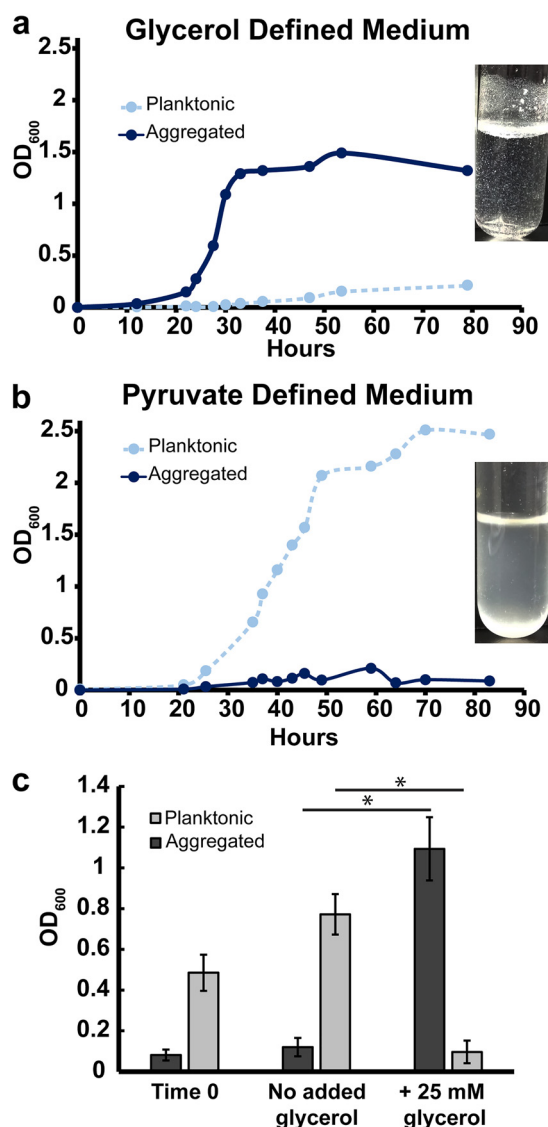 a
Glycerol Defined Medium
2.5
2
1.5
1
0.5
0
OD600
Planktonic
Aggregated
0 10 20 30 40 50 60 70 80 90
Hours
b
Pyruvate Defined Medium
2.5
2
1.5
1
0.5
0
OD600
Planktonic
Aggregated
0 10 20 30 40 50 60 70 80 90
Hours
c
1.4
1.2
1
0.8
0.6
0.4
0.2
0
OD600
Planktonic
Aggregated
*
*
Time 0 No added + 25 mM
glycerol glycerol